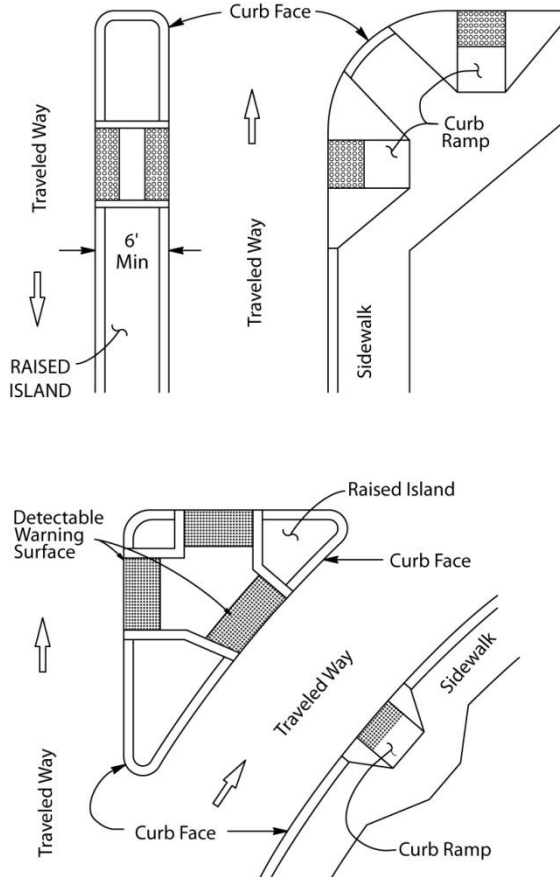 Curb Face
Traveled Way
Traveled Way
Curb
Ramp
6'
Min
RAISED
ISLAND
Sidewalk
Raised Island
Detectable
Warning
Surface
Curb Face
Sidewalk
Traveled Way
Traveled Way
Curb Face
Curb Ramp